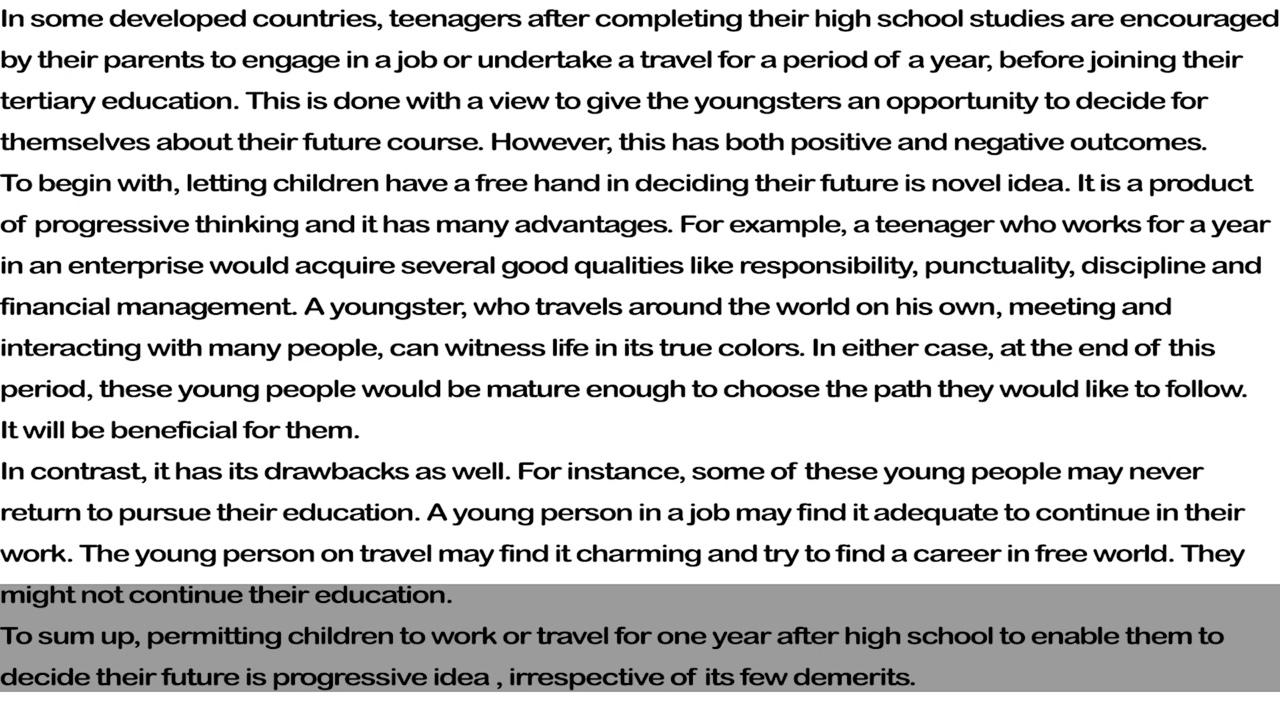 In some developed countries, teenagers after completing their high school studies are encouraged
by their parents to engage in a job or undertake a travel for a period of a year, before joining their
tertiary education. This is done with a view to give the youngsters an opportunity to decide for
themselves about their future course. However, this has both positive and negative outcomes.
To begin with, letting children have a free hand in deciding their future is novel idea. It is a product
of progressive thinking and it has many advantages. For example, a teenager who works for a year
in an enterprise would acquire several good qualities like responsibility, punctuality, discipline and
financial management. A youngster, who travels around the world on his own, meeting and
interacting with many people, can witness life in its true colors. In either case, at the end of this
period, these young people would be mature enough to choose the path they would like to follow.
It will be beneficial for them.
In contrast, it has its drawbacks as well. For instance, some of these young people may never
return to pursue their education. A young person in a job may find it adequate to continue in their
work. The young person on travel may find it charming and try to find a career in free world. They
might not continue their education.
To sum up, permitting children to work or travel for one year after high school to enable them to
decide their future is progressive idea , irrespective of its few demerits.